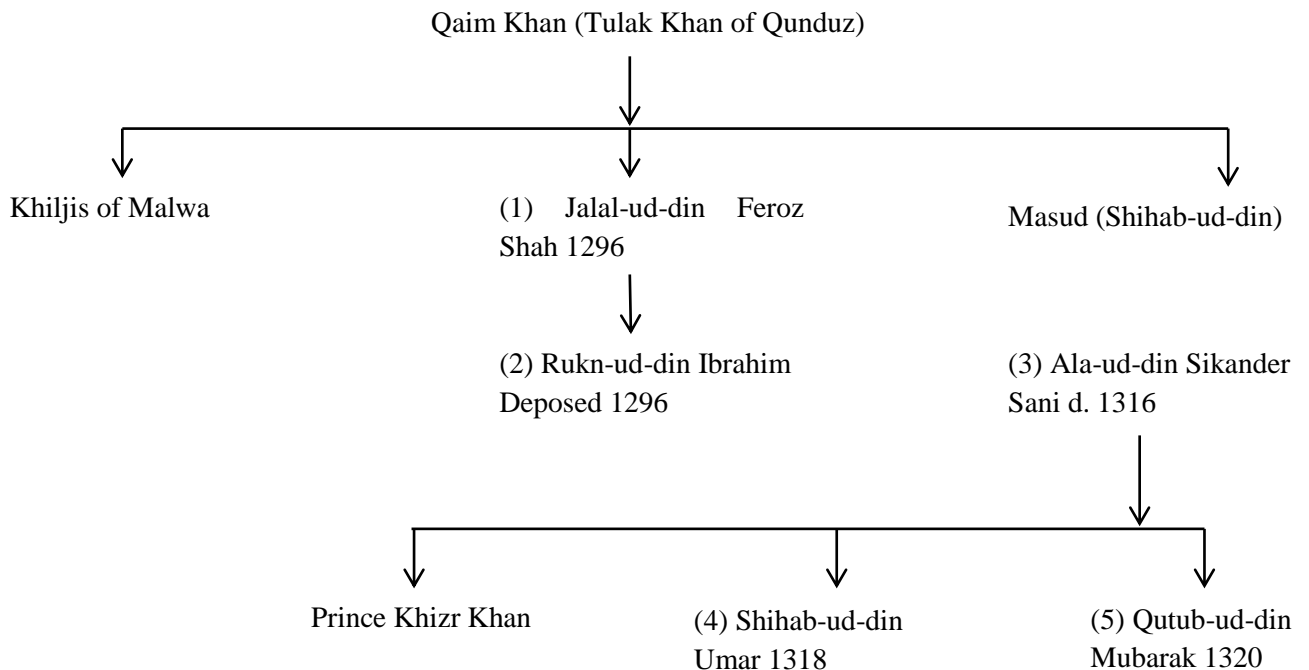 Qaim Khan (Tulak Khan of Qunduz)
Khiljis of Malwa
(1) Jalal-ud-din Feroz
Shah 1296
Masud (Shihab-ud-din)
(2) Rukn-ud-din Ibrahim
Deposed 1296
(3) Ala-ud-din Sikander
Sani d. 1316
Prince Khizr Khan
(4) Shihab-ud-din
Umar 1318
(5) Qutub-ud-din
Mubarak 1320